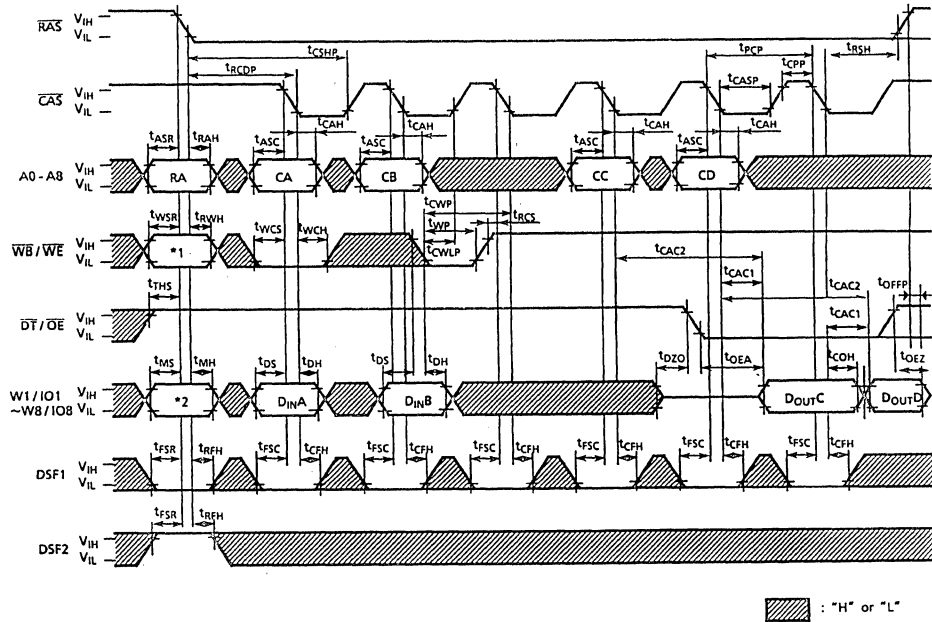 RAS VIH VIL
tCSHP tPCP tRSH
tRCDP tCPP
CAS VIH VIL
tCASP
tASR tRAH tASC tCAH tASC tCAH tASC tCAH tASC tCAH
A0 - A8 VIH VIL RA CA CB CC CD
tCWP
tWSR tRWH tWCS tWCH tWP tRCS
WB / WE VIH VIL *1
tCWLP
tCAC2
tCAC1 tCAC2 tOFFP
tTHS tCAC1
DT / OE VIH VIL
tMS tMH tDS tDH tDS tDH tDZO tOEA tCOH tOEZ
W1 / IO1 ~W8 / IO8 VIH VIL *2 DINA DINB DOUTC DOUTD
tFSR tRFH tFSC tCFH tFSC tCFH tFSC tCFH tFSC tCFH tFSC tCFH tFSC tCFH
DSF1 VIH VIL
tFSR tRFH
DSF2 VIH VIL
: "H" or "L"